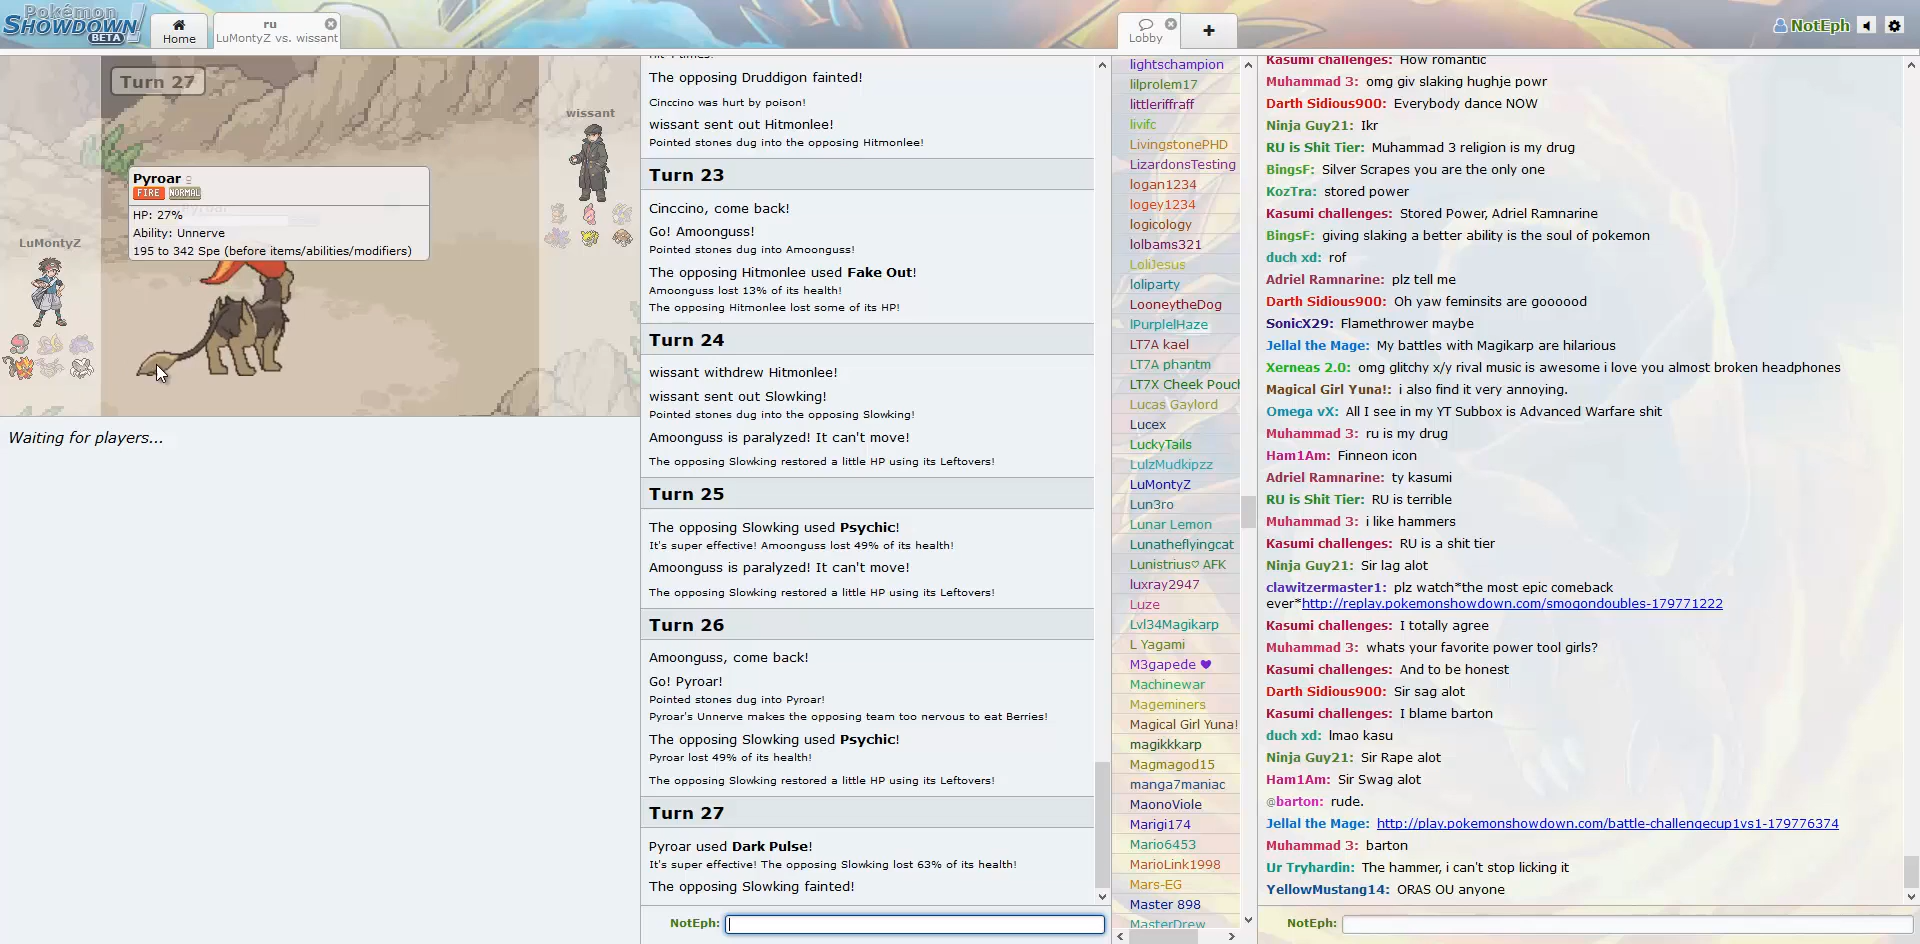 Pokémon
SHOWDOWN!
BETA
Home
ru
LuMontyZ vs. wissant
Lobby
+
NotEph
Turn 27
wissant
LuMontyZ
Pyroar
FIRE NORMAL
HP: 27%
Ability: Unnerve
195 to 342 Spe (before items/abilities/modifiers)
Waiting for players...
The opposing Druddigon fainted!
Cinccino was hurt by poison!
wissant sent out Hitmonlee!
Pointed stones dug into the opposing Hitmonlee!
Turn 23
Cinccino, come back!
Go! Amoonguss!
Pointed stones dug into Amoonguss!
The opposing Hitmonlee used Fake Out!
Amoonguss lost 13% of its health!
The opposing Hitmonlee lost some of its HP!
Turn 24
wissant withdrew Hitmonlee!
wissant sent out Slowking!
Pointed stones dug into the opposing Slowking!
Amoonguss is paralyzed! It can't move!
The opposing Slowking restored a little HP using its Leftovers!
Turn 25
The opposing Slowking used Psychic!
It's super effective! Amoonguss lost 49% of its health!
Amoonguss is paralyzed! It can't move!
The opposing Slowking restored a little HP using its Leftovers!
Turn 26
Amoonguss, come back!
Go! Pyroar!
Pointed stones dug into Pyroar!
Pyroar's Unnerve makes the opposing team too nervous to eat Berries!
The opposing Slowking used Psychic!
Pyroar lost 49% of its health!
The opposing Slowking restored a little HP using its Leftovers!
Turn 27
Pyroar used Dark Pulse!
It's super effective! The opposing Slowking lost 63% of its health!
The opposing Slowking fainted!
NotEph:
lightschampion
lilprolem17
littleriffraff
livifc
LivingstonePHD
LizardonsTesting
logan1234
logey1234
logicology
lolbams321
LoliJesus
loliparty
LooneytheDog
lPurplelHaze
LT7A kael
LT7A phantm
LT7X Cheek Pouch
Lucas Gaylord
Lucex
LuckyTails
LulzMudkipzz
LuMontyZ
Lun3ro
Lunar Lemon
Lunatheflyingcat
Lunistrius♡ AFK
luxray2947
Luze
Lvl34Magikarp
L Yagami
M3gapede ♥
Machinewar
Mageminers
Magical Girl Yuna!
magikkkarp
Magmagod15
manga7maniac
MaonoViole
Marigi174
Mario6453
MarioLink1998
Mars-EG
Master 898
MasterDrew
Kasumi challenges: How romantic
Muhammad 3: omg giv slaking hughje powr
Darth Sidious900: Everybody dance NOW
Ninja Guy21: Ikr
RU is Shit Tier: Muhammad 3 religion is my drug
BingsF: Silver Scrapes you are the only one
KozTra: stored power
Kasumi challenges: Stored Power, Adriel Ramnarine
BingsF: giving slaking a better ability is the soul of pokemon
duch xd: rof
Adriel Ramnarine: plz tell me
Darth Sidious900: Oh yaw feminsits are goooood
SonicX29: Flamethrower maybe
Jellal the Mage: My battles with Magikarp are hilarious
Xerneas 2.0: omg glitchy x/y rival music is awesome i love you almost broken headphones
Magical Girl Yuna!: i also find it very annoying.
Omega vX: All I see in my YT Subbox is Advanced Warfare shit
Muhammad 3: ru is my drug
Ham1Am: Finneon icon
Adriel Ramnarine: ty kasumi
RU is Shit Tier: RU is terrible
Muhammad 3: i like hammers
Kasumi challenges: RU is a shit tier
Ninja Guy21: Sir lag alot
clawitzermaster1: plz watch*the most epic comeback
ever*http://replay.pokemonshowdown.com/smogondoubles-179771222
Kasumi challenges: I totally agree
Muhammad 3: whats your favorite power tool girls?
Kasumi challenges: And to be honest
Darth Sidious900: Sir sag alot
Kasumi challenges: I blame barton
duch xd: lmao kasu
Ninja Guy21: Sir Rape alot
Ham1Am: Sir Swag alot
@barton: rude.
Jellal the Mage: http://play.pokemonshowdown.com/battle-challengecup1vs1-179776374
Muhammad 3: barton
Ur Tryhardin: The hammer, i can't stop licking it
YellowMustang14: ORAS OU anyone
NotEph: